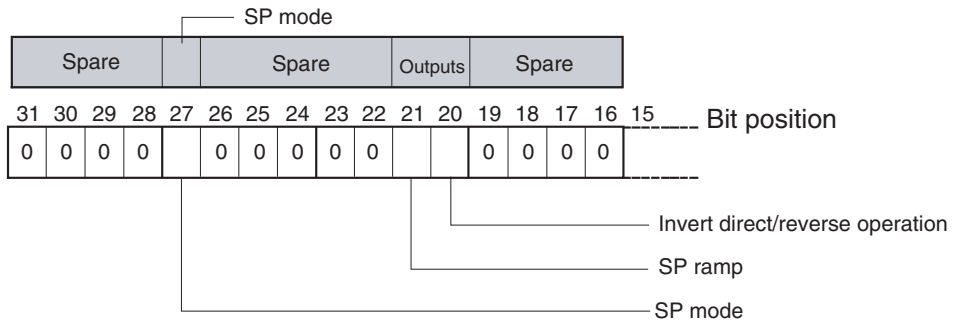 SP mode
Spare Spare Outputs Spare
31 30 29 28 27 26 25 24 23 22 21 20 19 18 17 16 15 Bit position
0 0 0 0 0 0 0 0 0 0 0 0 0
Invert direct/reverse operation
SP ramp
SP mode